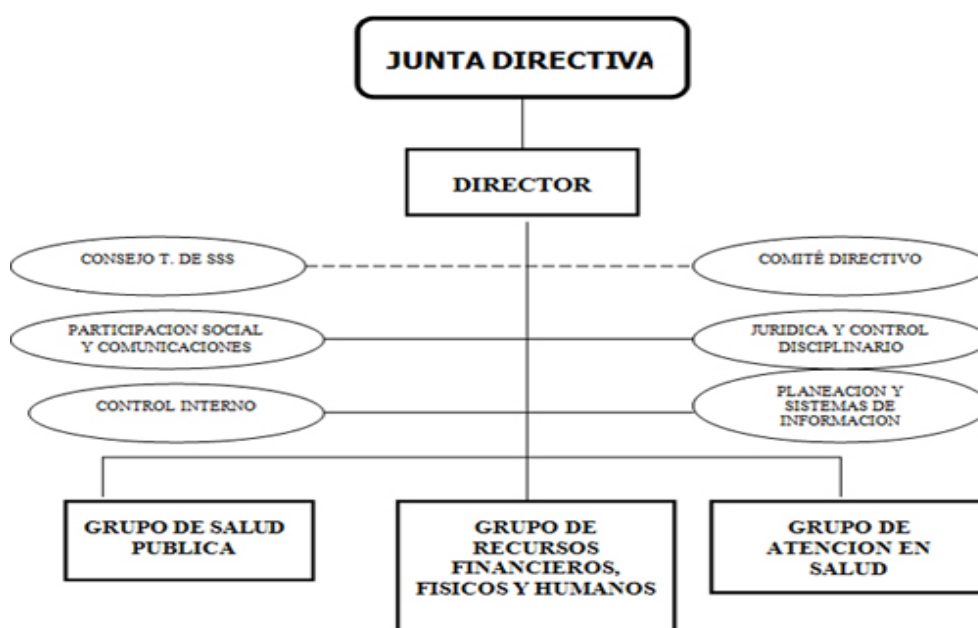 JUNTA DIRECTIVA
DIRECTOR
CONSEJO T. DE SSS
COMITÉ DIRECTIVO
PARTICIPACION SOCIAL
Y COMUNICACIONES
JURIDICA Y CONTROL
DISCIPLINARIO
CONTROL INTERNO
PLANEACION Y
SISTEMAS DE
INFORMACION
GRUPO DE SALUD
PUBLICA
GRUPO DE
RECURSOS
FINANCIEROS,
FISICOS Y HUMANOS
GRUPO DE
ATENCION EN
SALUD